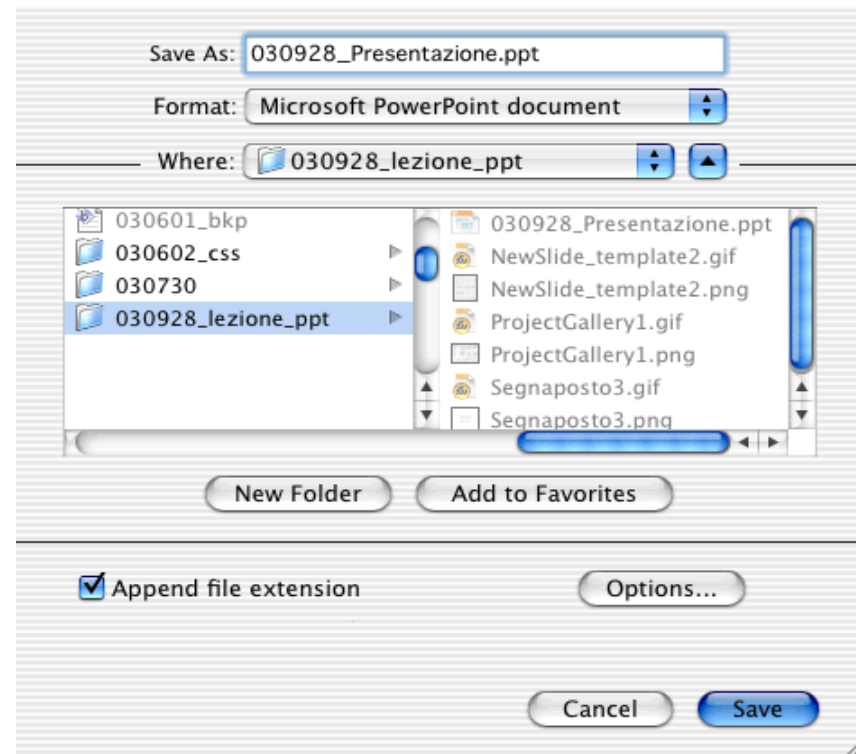 Save As: 030928_Presentazione.ppt
Format: Microsoft PowerPoint document
Where: 030928_lezione_ppt
030601_bkp
030602_css
030730
030928_lezione_ppt
030928_Presentazione.ppt
NewSlide_template2.gif
NewSlide_template2.png
ProjectGallery1.gif
ProjectGallery1.png
Segnaposto3.gif
Segnaposto3.png
New Folder Add to Favorites
Append file extension Options...
Cancel Save